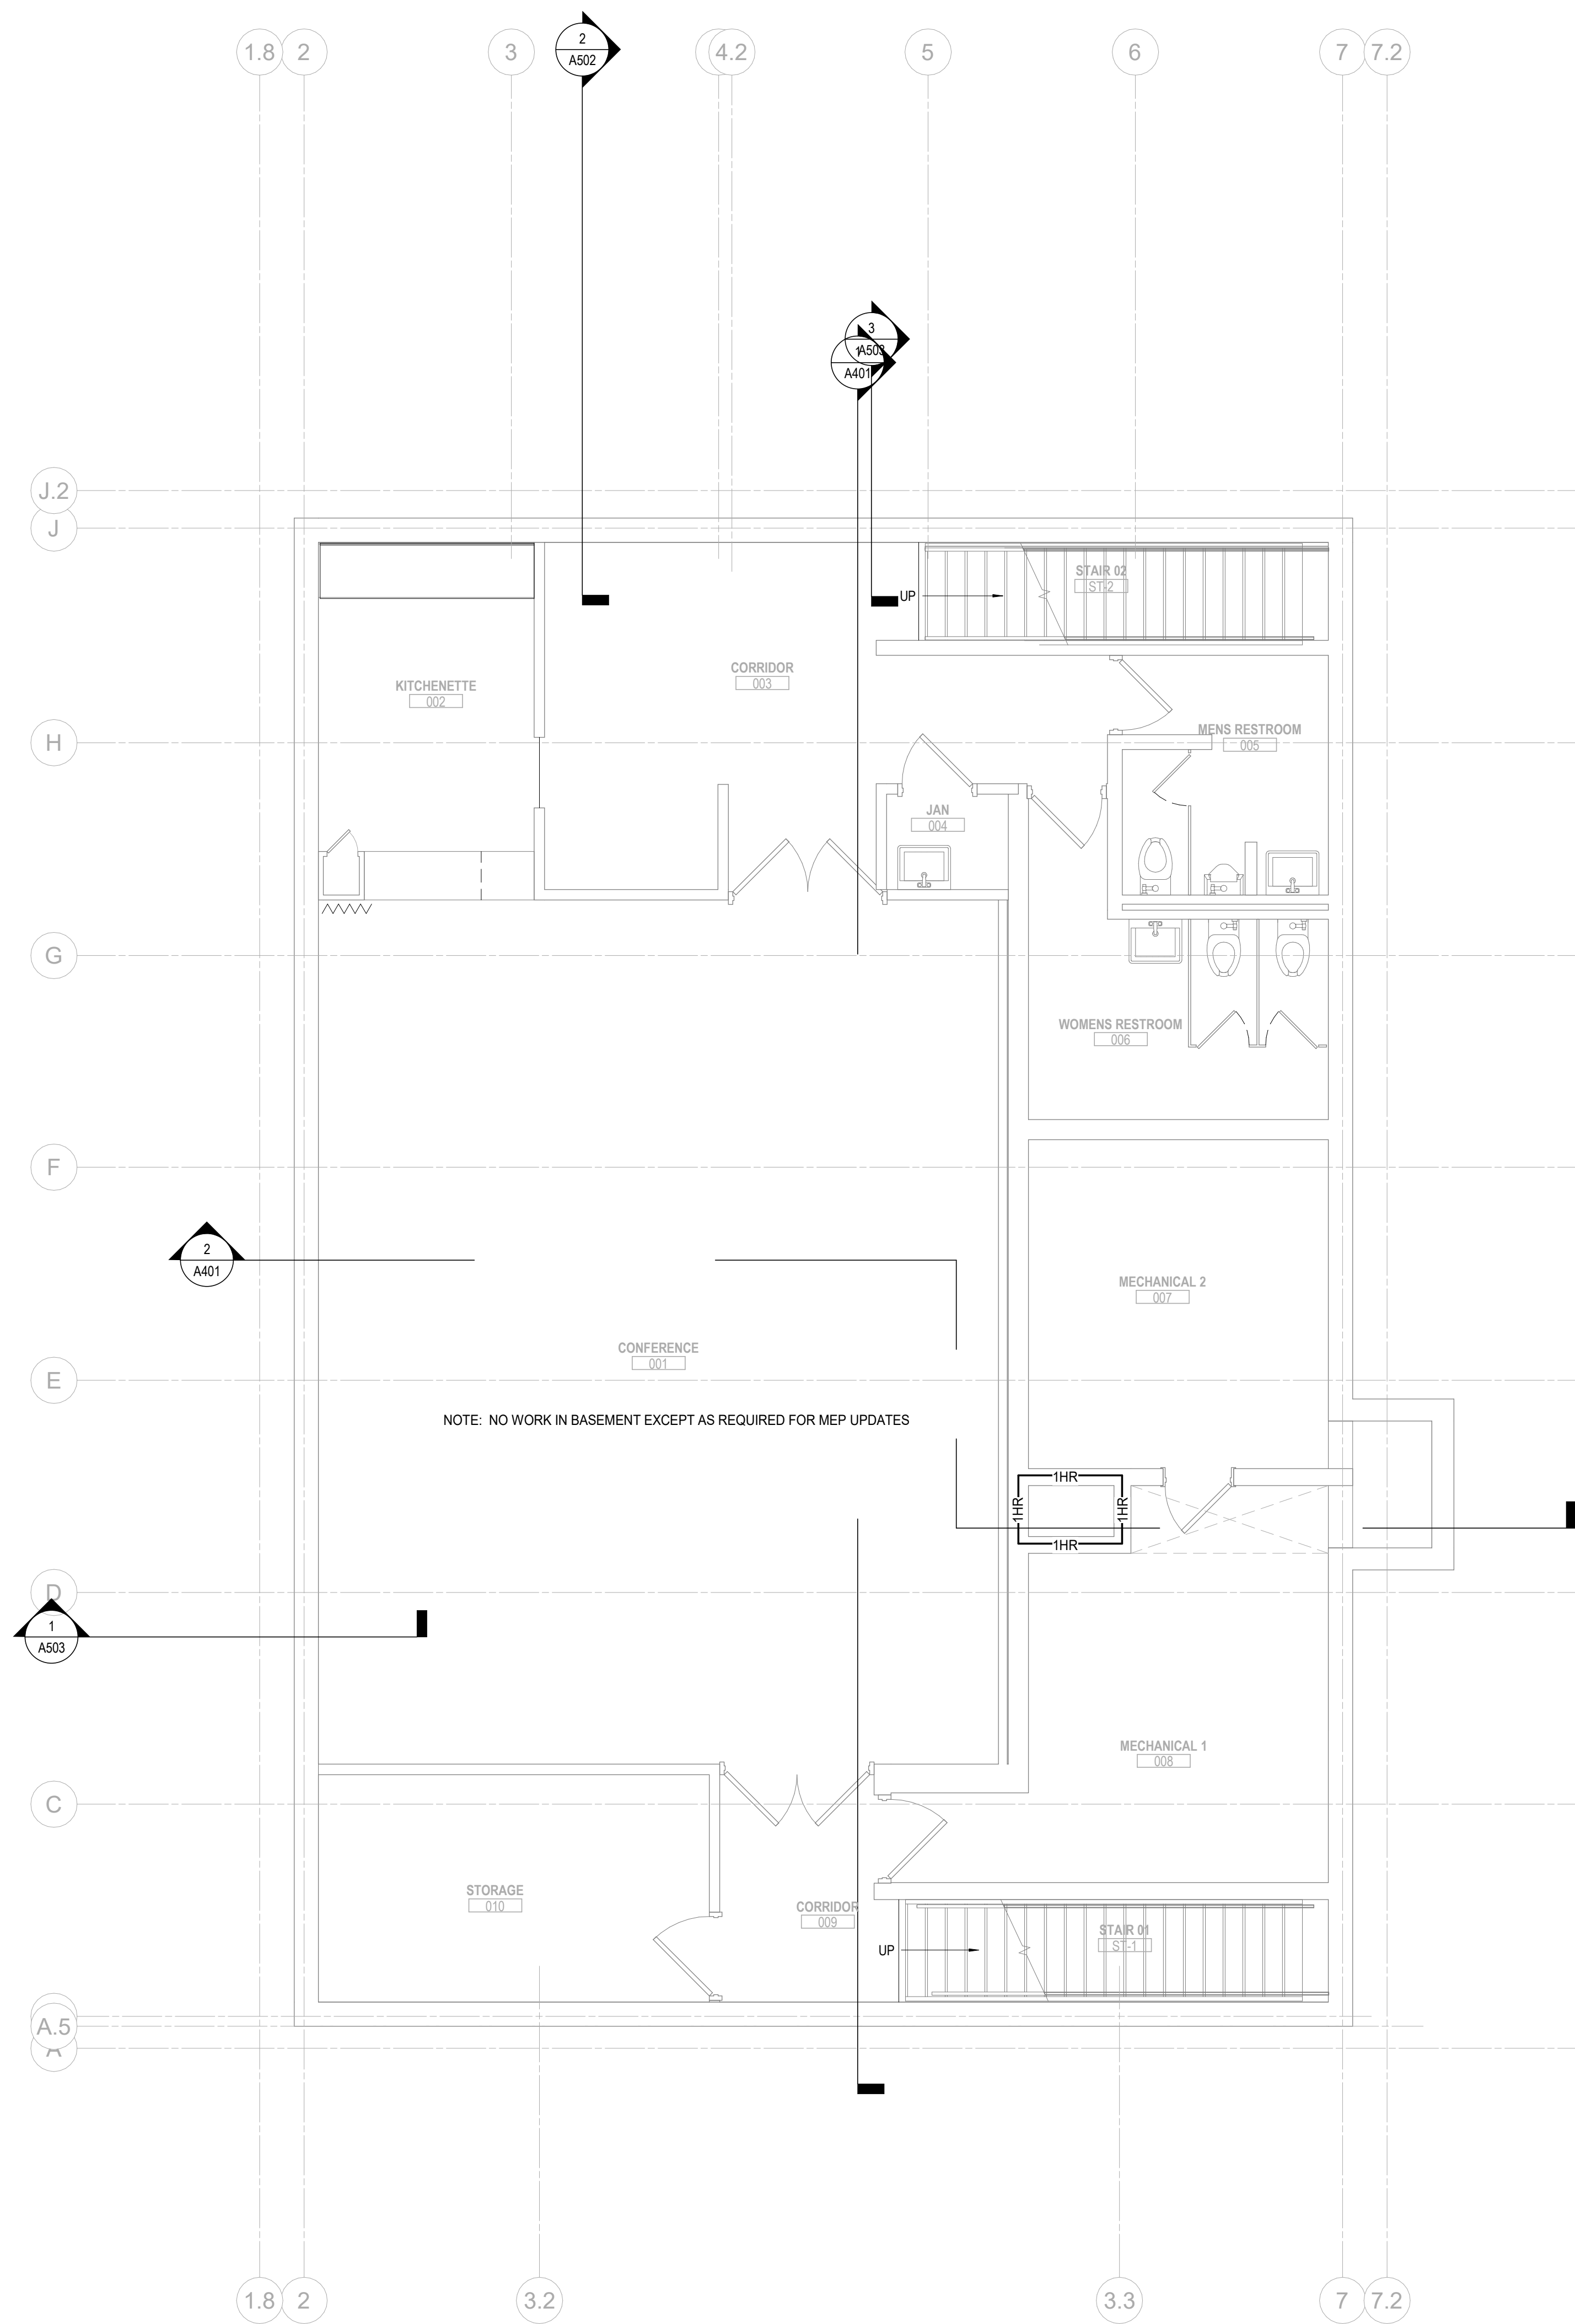 1.8
2
3
2
A502
4.2
5
6
7
7.2
3
A503
1
A401
J.2
J
STAIR 02
ST-2
UP
CORRIDOR
003
KITCHENETTE
002
H
MENS RESTROOM
005
JAN
004
G
WOMENS RESTROOM
006
F
2
A401
MECHANICAL 2
007
CONFERENCE
001
E
NOTE: NO WORK IN BASEMENT EXCEPT AS REQUIRED FOR MEP UPDATES
1HR
1HR
1HR
1HR
D
1
A503
MECHANICAL 1
008
C
STORAGE
010
CORRIDOR
009
STAIR 01
ST-1
UP
A.5
A
1.8
2
3.2
3.3
7
7.2